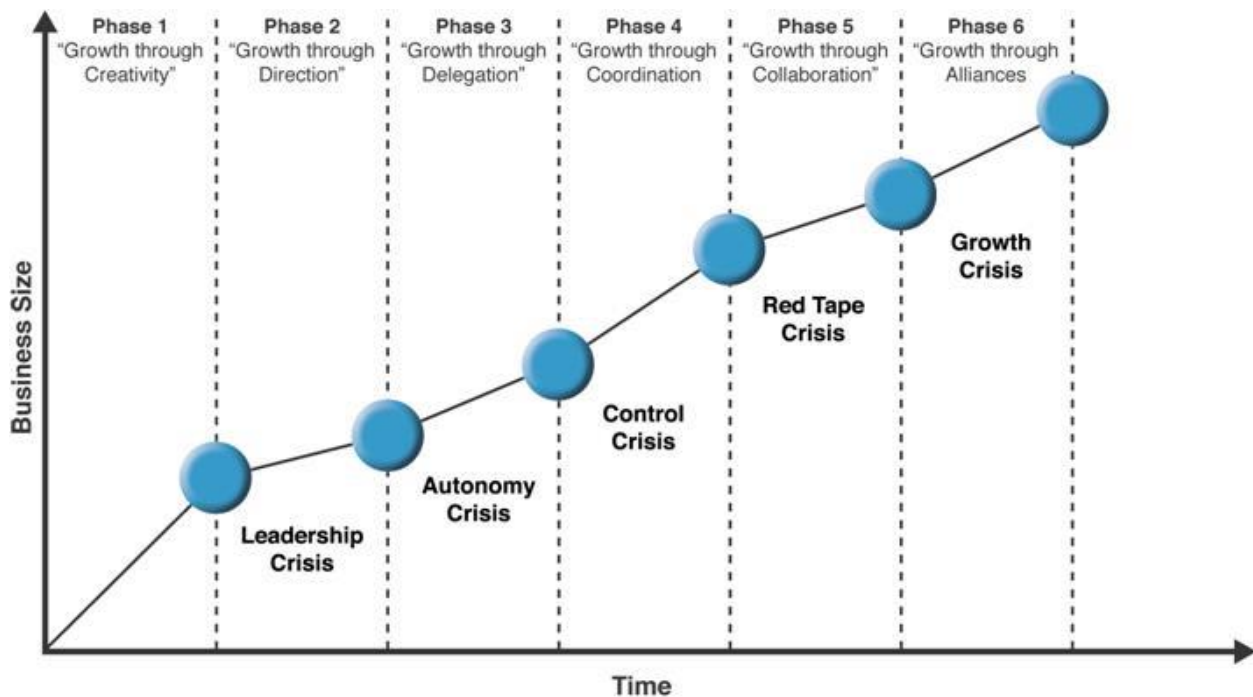 Phase 1
“Growth through
Creativity”
Phase 2
“Growth through
Direction”
Phase 3
“Growth through
Delegation”
Phase 4
“Growth through
Coordination
Phase 5
“Growth through
Collaboration”
Phase 6
“Growth through
Alliances
Business Size
Growth
Crisis
Red Tape
Crisis
Control
Crisis
Autonomy
Crisis
Leadership
Crisis
Time